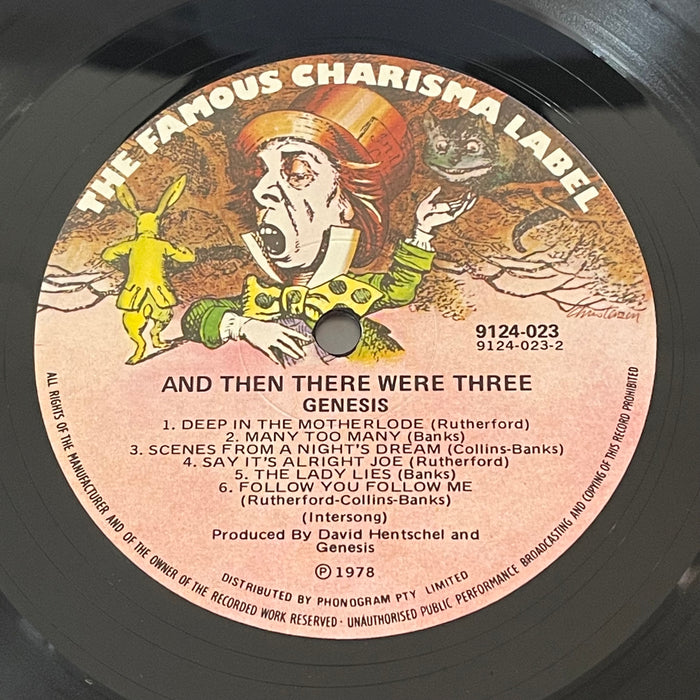 THE FAMOUS CHARISMA LABEL
9124-023
9124-023-2
AND THEN THERE WERE THREE
GENESIS
1. DEEP IN THE MOTHERLODE (Rutherford)
2. MANY TOO MANY (Banks)
3. SCENES FROM A NIGHT'S DREAM (Collins-Banks)
4. SAY IT'S ALRIGHT JOE (Rutherford)
5. THE LADY LIES (Banks)
6. FOLLOW YOU FOLLOW ME
(Rutherford-Collins-Banks)
(Intersong)
Produced By David Hentschel and
Genesis
Ⓟ 1978
DISTRIBUTED BY PHONOGRAM PTY LIMITED
ALL RIGHTS OF THE MANUFACTURER AND OF THE OWNER OF THE RECORDED WORK RESERVED · UNAUTHORISED PUBLIC PERFORMANCE BROADCASTING AND COPYING OF THIS RECORD PROHIBITED